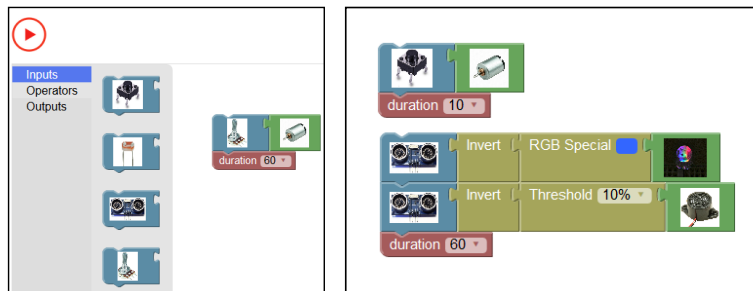 Inputs
Operators
Outputs
duration 60
duration 10
Invert RGB Special
Invert Threshold 10%
duration 60